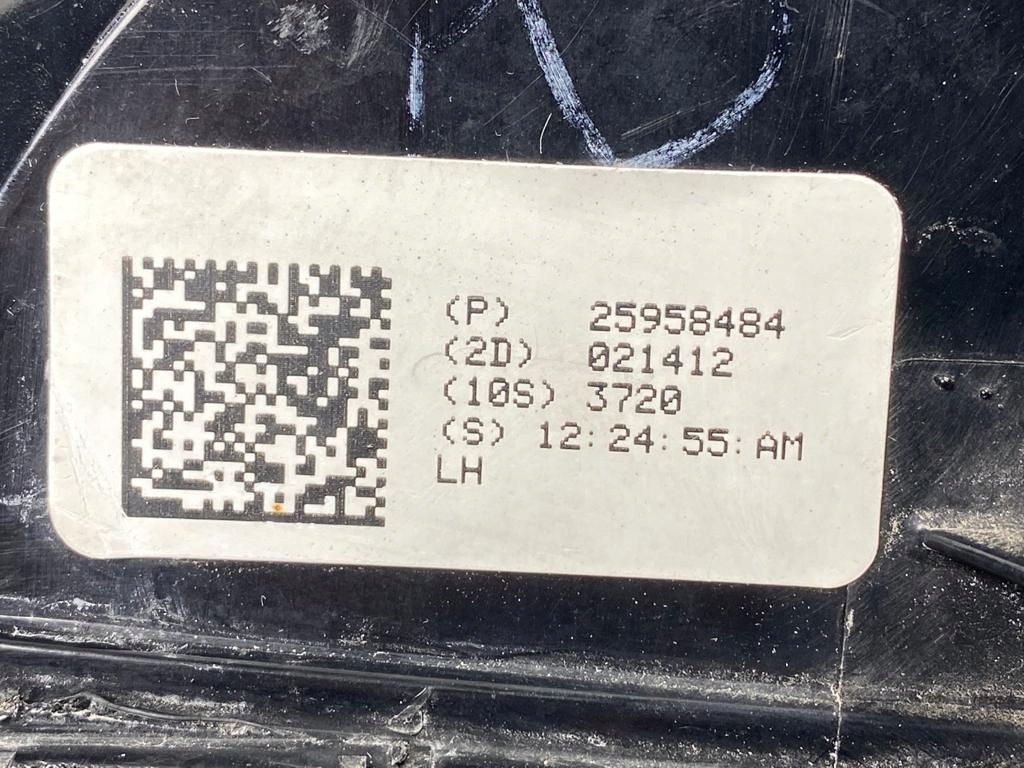 (P) 25958484
(2D) 021412
(10S) 3720
(S) 12:24:55:AM
LH